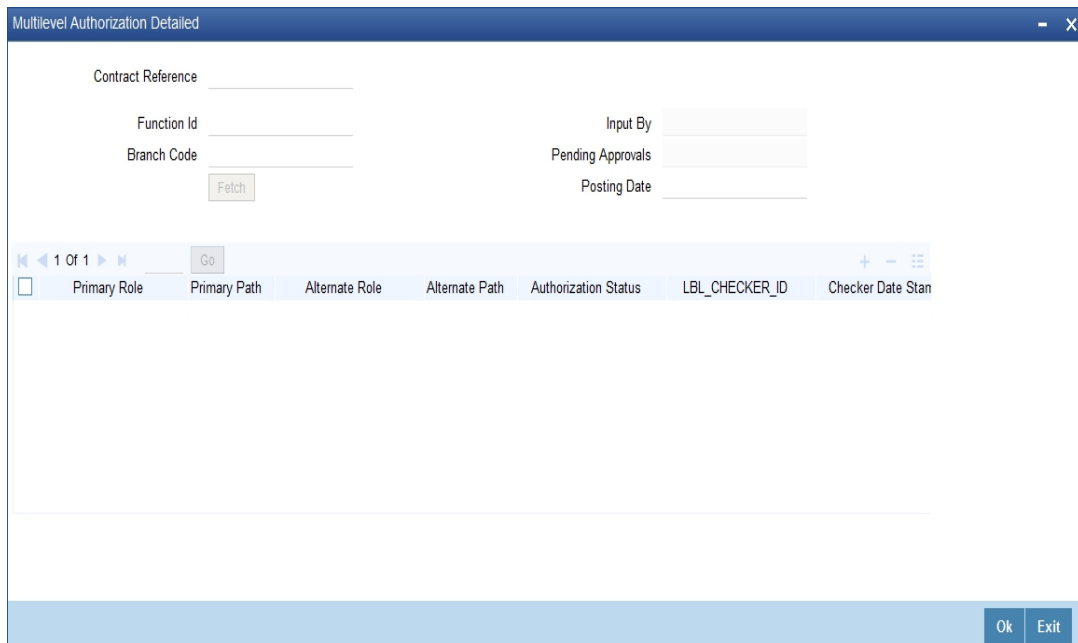 Multilevel Authorization Detailed
Contract Reference
Function Id
Input By
Branch Code
Pending Approvals
Fetch
Posting Date
1 Of 1
Go
Primary Role Primary Path Alternate Role Alternate Path Authorization Status LBL_CHECKER_ID Checker Date Stam
Ok Exit